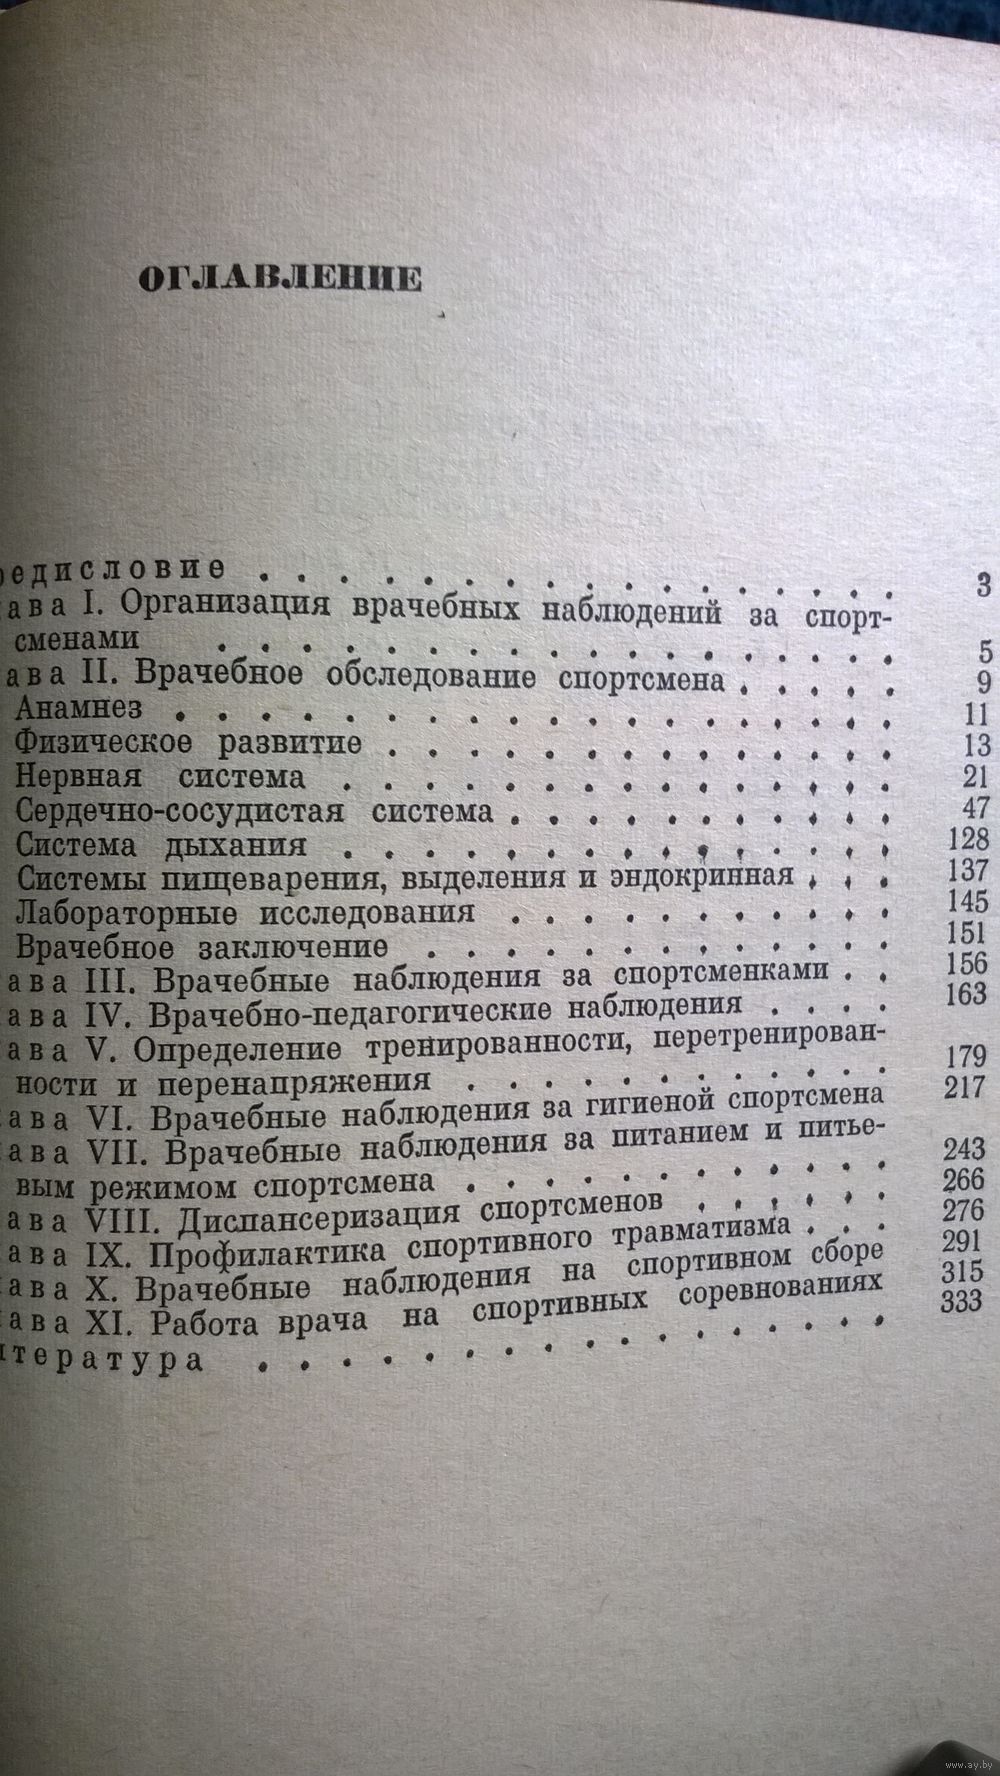 ОГЛАВЛЕНИЕ
редисловие . . . . . . . . . . . . . . . . 3
ава I. Организация врачебных наблюдений за спорт-
сменами . . . . . . . . . . . . . . . . . 5
ава II. Врачебное обследование спортсмена . . . . . 9
Анамнез . . . . . . . . . . . . . . . . . . 11
Физическое развитие . . . . . . . . . . . . . 13
Нервная система . . . . . . . . . . . . . . 21
Сердечно-сосудистая система . . . . . . . . . . 47
Система дыхания . . . . . . . . . . . . . . 128
Системы пищеварения, выделения и эндокринная . . . 137
Лабораторные исследования . . . . . . . . . . 145
Врачебное заключение . . . . . . . . . . . . 151
ава III. Врачебные наблюдения за спортсменками . . 156
ава IV. Врачебно-педагогические наблюдения . . . . 163
ава V. Определение тренированности, перетренирован-
ности и перенапряжения . . . . . . . . . . . 179
ава VI. Врачебные наблюдения за гигиеной спортсмена 217
ава VII. Врачебные наблюдения за питанием и питье-
вым режимом спортсмена . . . . . . . . . . . 243
ава VIII. Диспансеризация спортсменов . . . . . . 266
ава IX. Профилактика спортивного травматизма . . . 276
ава X. Врачебные наблюдения на спортивном сборе 291
ава XI. Работа врача на спортивных соревнованиях 315
тература . . . . . . . . . . . . . . . . 333
www.ay.by